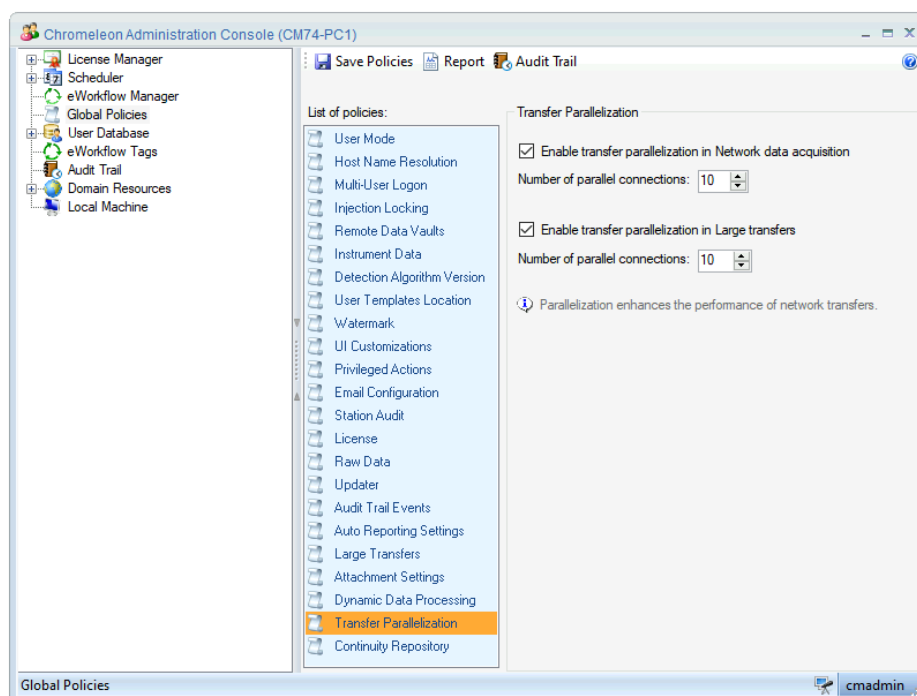 Chromeleon Administration Console (CM74-PC1)
License Manager
Scheduler
eWorkflow Manager
Global Policies
User Database
eWorkflow Tags
Audit Trail
Domain Resources
Local Machine
Save Policies Report Audit Trail
List of policies:
User Mode
Host Name Resolution
Multi-User Logon
Injection Locking
Remote Data Vaults
Instrument Data
Detection Algorithm Version
User Templates Location
Watermark
UI Customizations
Privileged Actions
Email Configuration
Station Audit
License
Raw Data
Updater
Audit Trail Events
Auto Reporting Settings
Large Transfers
Attachment Settings
Dynamic Data Processing
Transfer Parallelization
Continuity Repository
Transfer Parallelization
Enable transfer parallelization in Network data acquisition
Number of parallel connections: 10
Enable transfer parallelization in Large transfers
Number of parallel connections: 10
Parallelization enhances the performance of network transfers.
Global Policies
cmadmin